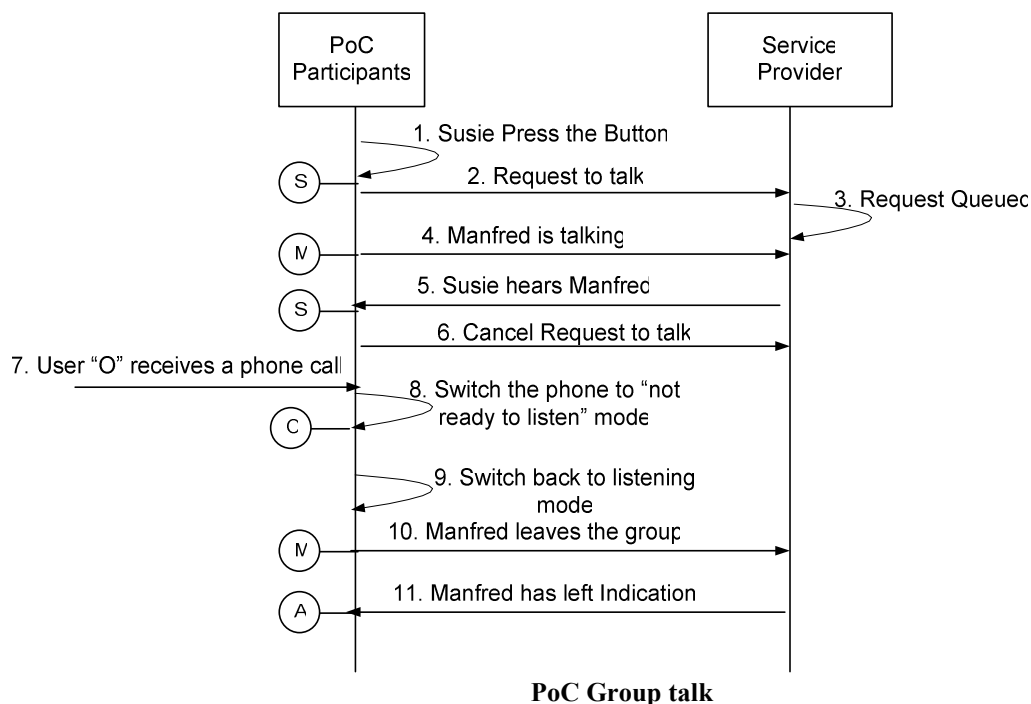 PoC
Participants
Service
Provider
1. Susie Press the Button
S
2. Request to talk
3. Request Queued
M
4. Manfred is talking
5. Susie hears Manfred
S
6. Cancel Request to talk
7. User “O” receives a phone call
8. Switch the phone to “not
ready to listen” mode
C
9. Switch back to listening
mode
10. Manfred leaves the group
M
11. Manfred has left Indication
A
PoC Group talk